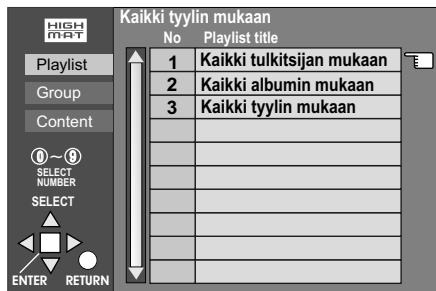 HIGH
MAT
Kaikki tyylin mukaan
No Playlist title
Playlist
Group
Content
1 Kaikki tulkitsijan mukaan
2 Kaikki albumin mukaan
3 Kaikki tyylin mukaan
0~9
SELECT
NUMBER
SELECT
ENTER RETURN